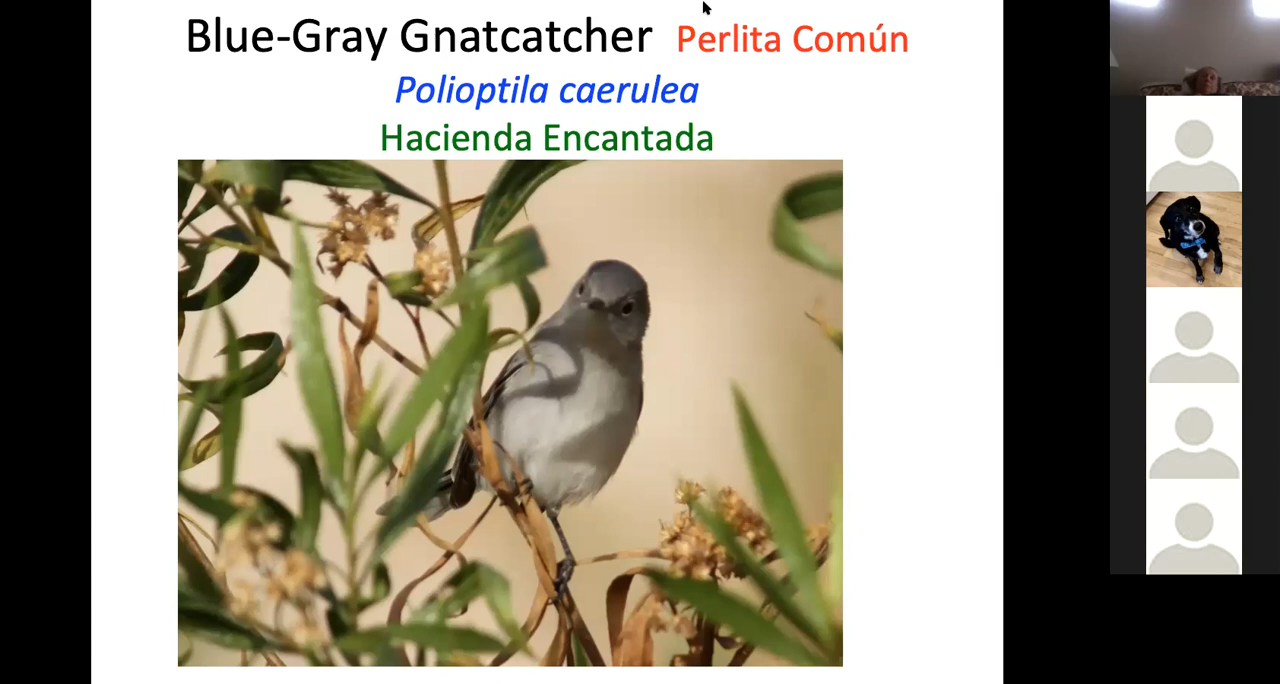 Blue-Gray Gnatcatcher Perlita Común
Polioptila caerulea
Hacienda Encantada